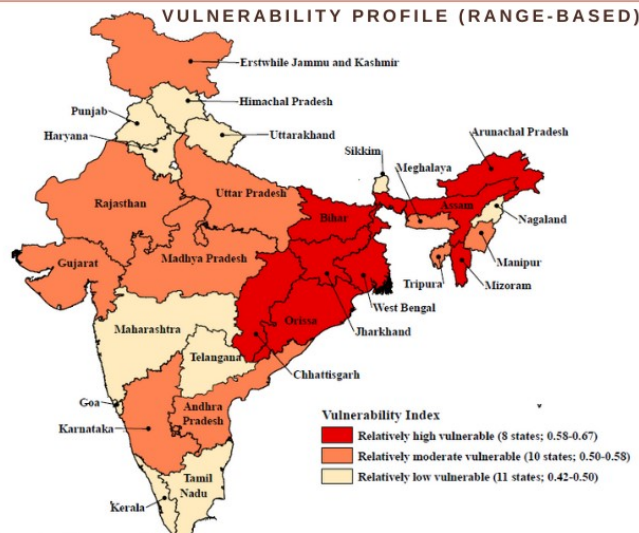 VULNERABILITY PROFILE (RANGE-BASED)
Erstwhile Jammu and Kashmir
Himachal Pradesh
Punjab
Haryana
Uttarakhand
Arunachal Pradesh
Sikkim
Meghalaya
Uttar Pradesh
Rajasthan
Assam
Bihar
Nagaland
Gujarat
Madhya Pradesh
Manipur
Tripura
Mizoram
West Bengal
Orissa
Maharashtra
Jharkhand
Telangana
Chhattisgarh
Goa
Andhra
Pradesh
Karnataka
Vulnerability Index
Relatively high vulnerable (8 states; 0.58-0.67)
Relatively moderate vulnerable (10 states; 0.50-0.58)
Relatively low vulnerable (11 states; 0.42-0.50)
Tamil
Nadu
Kerala